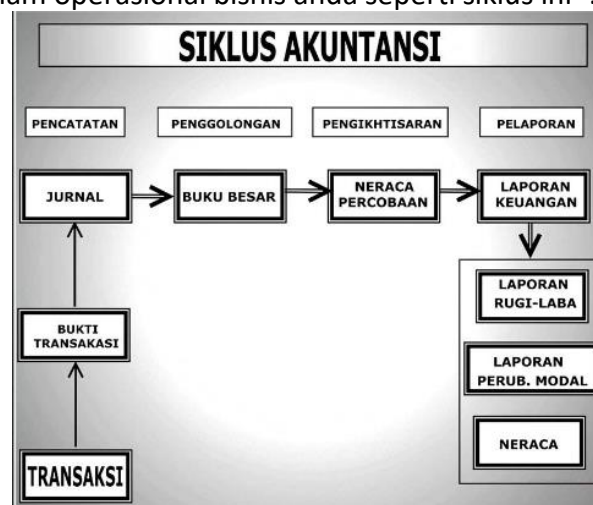 am operasional bisnis anda seperti siklus ini
SIKLUS AKUNTANSI
PENCATATAN
PENGGOLONGAN
PENGIKHTISARAN
PELAPORAN
JURNAL
BUKU BESAR
NERACA
PERCOBAAN
LAPORAN
KEUANGAN
LAPORAN
RUGI-LABA
BUKTI
TRANSAKASI
LAPORAN
PERUB. MODAL
NERACA
TRANSAKSI